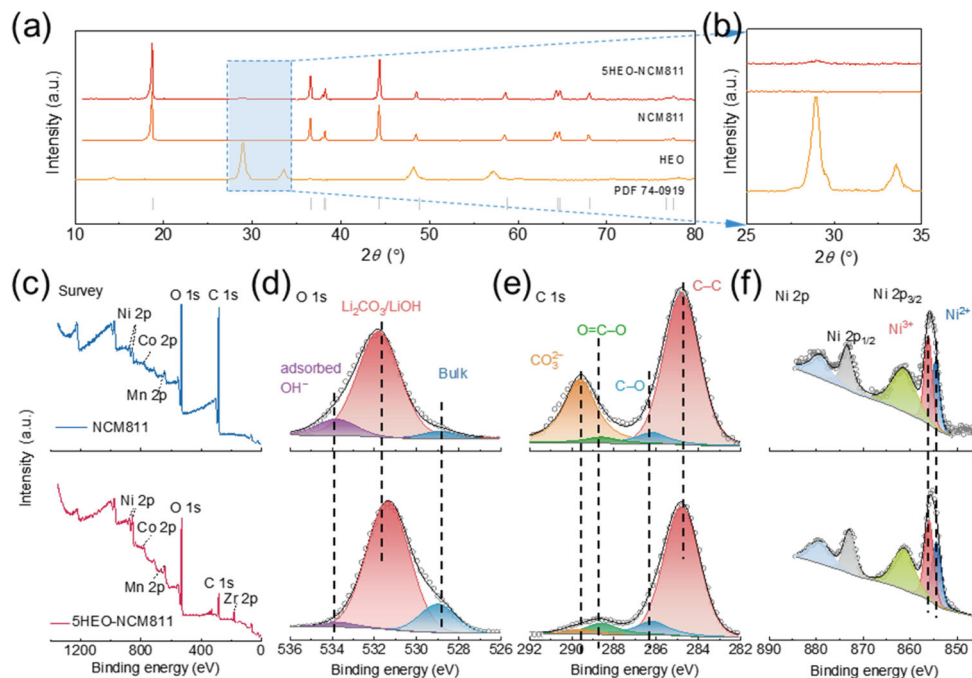 (a)
Intensity (a.u.)
5HEO-NCM811
NCM811
HEO
PDF 74-0919
10 20 30 40 50 60 70 80
2θ (°)
(b)
Intensity (a.u.)
25 30 35
2θ (°)
(c)
Intensity (a.u.)
Survey
O 1s C 1s
Ni 2p
Co 2p
Mn 2p
NCM811
Ni 2p
O 1s
Co 2p
Mn 2p
C 1s
Zr 2p
5HEO-NCM811
1200 800 400 0
Binding energy (eV)
(d)
O 1s
Li₂CO₃/LiOH
adsorbed
OH⁻
Bulk
536 534 532 530 528 526
Binding energy (eV)
(e)
C 1s
C–C
O=C–O
CO₃²⁻
C–O
292 290 288 286 284 282
Binding energy (eV)
(f)
Ni 2p
Ni 2p₃/₂
Ni 2p₁/₂
Ni³⁺
Ni²⁺
890 880 870 860 850
Binding energy (eV)